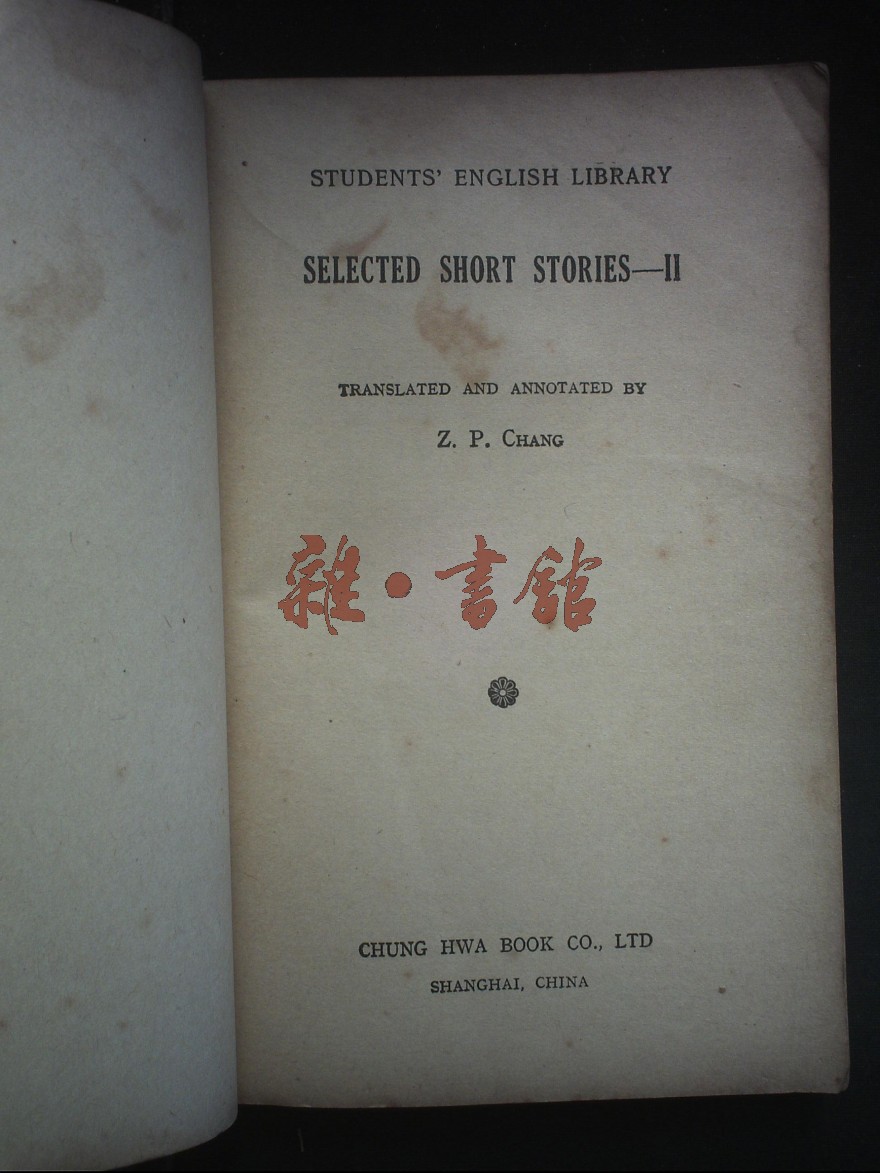 STUDENTS' ENGLISH LIBRARY
SELECTED SHORT STORIES—II
TRANSLATED AND ANNOTATED BY
Z. P. CHANG
雜•書館
CHUNG HWA BOOK CO., LTD
SHANGHAI, CHINA